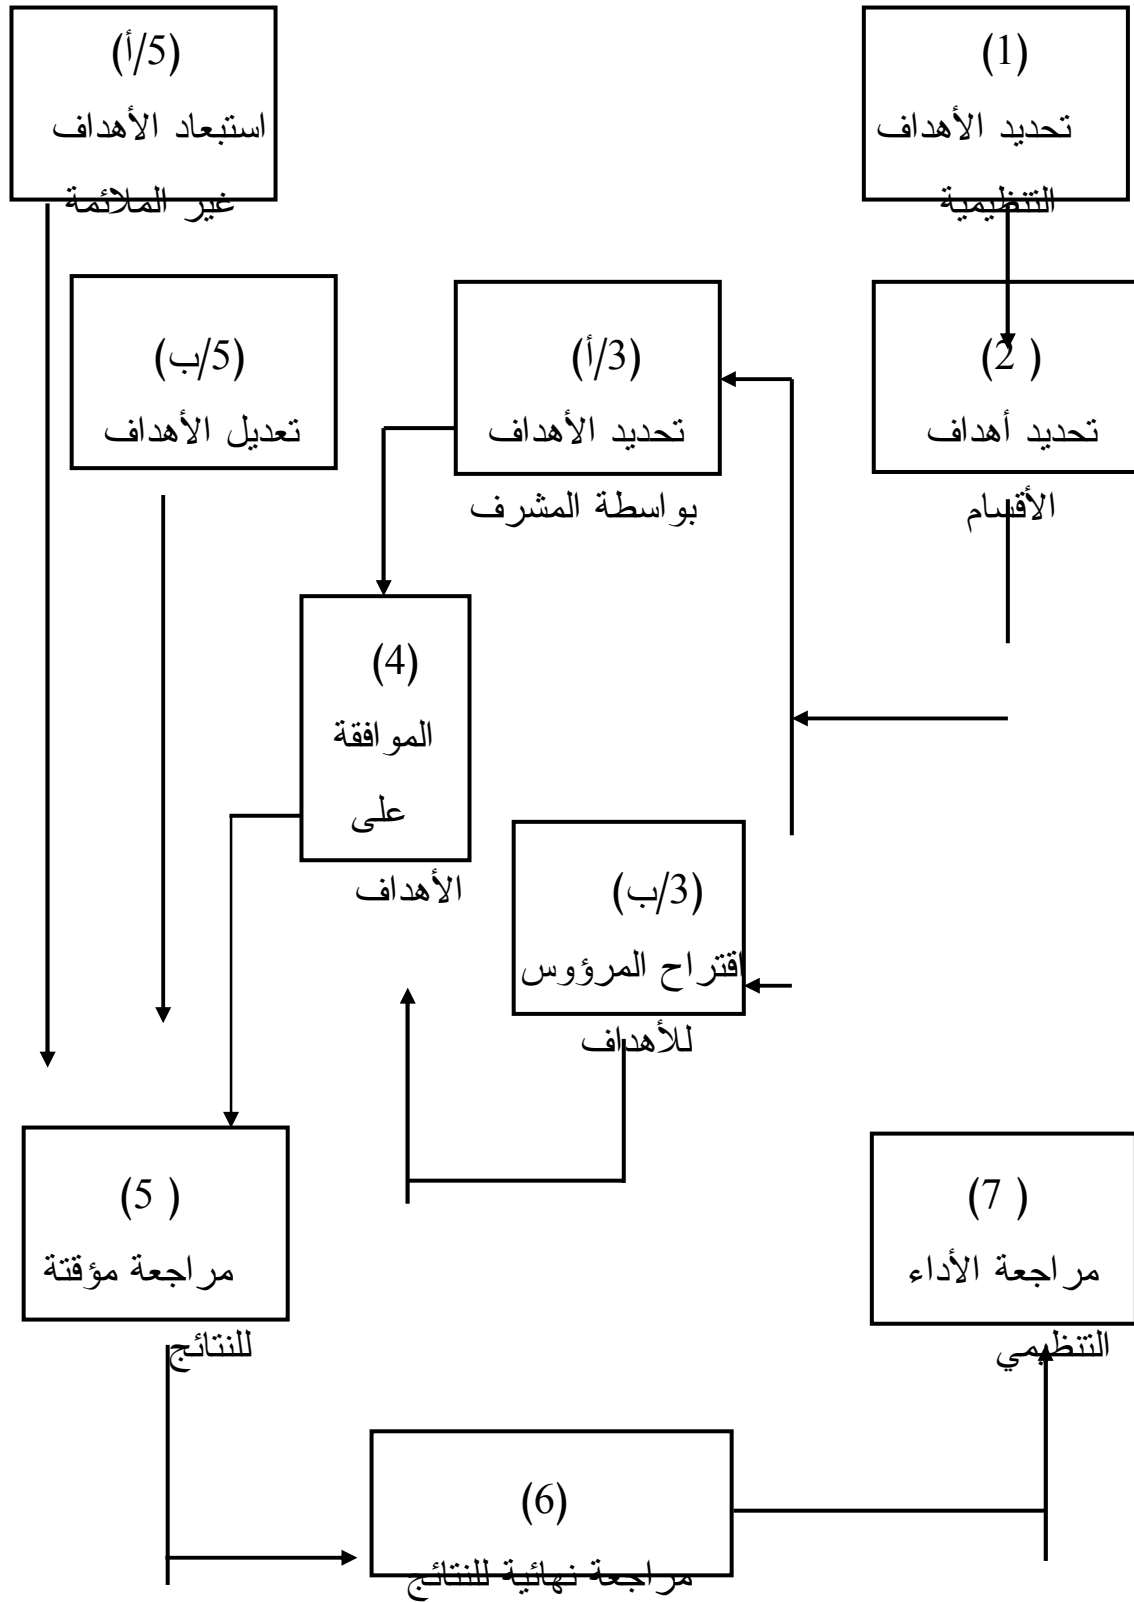 (1)
تحديد الأهداف
التنظيمية
(5/أ)
استبعاد الأهداف
غير الملائمة
(2 )
تحديد أهداف
الأقسام
(3/أ)
تحديد الأهداف
بواسطة المشرف
(5/ب)
تعديل الأهداف
(4)
الموافقة
على
الأهداف
(3/ب)
اقتراح المرؤوس
للأهداف
(7 )
مراجعة الأداء
التنظيمي
(5 )
مراجعة مؤقتة
للنتائج
(6)
مراجعة نهائية للنتائج